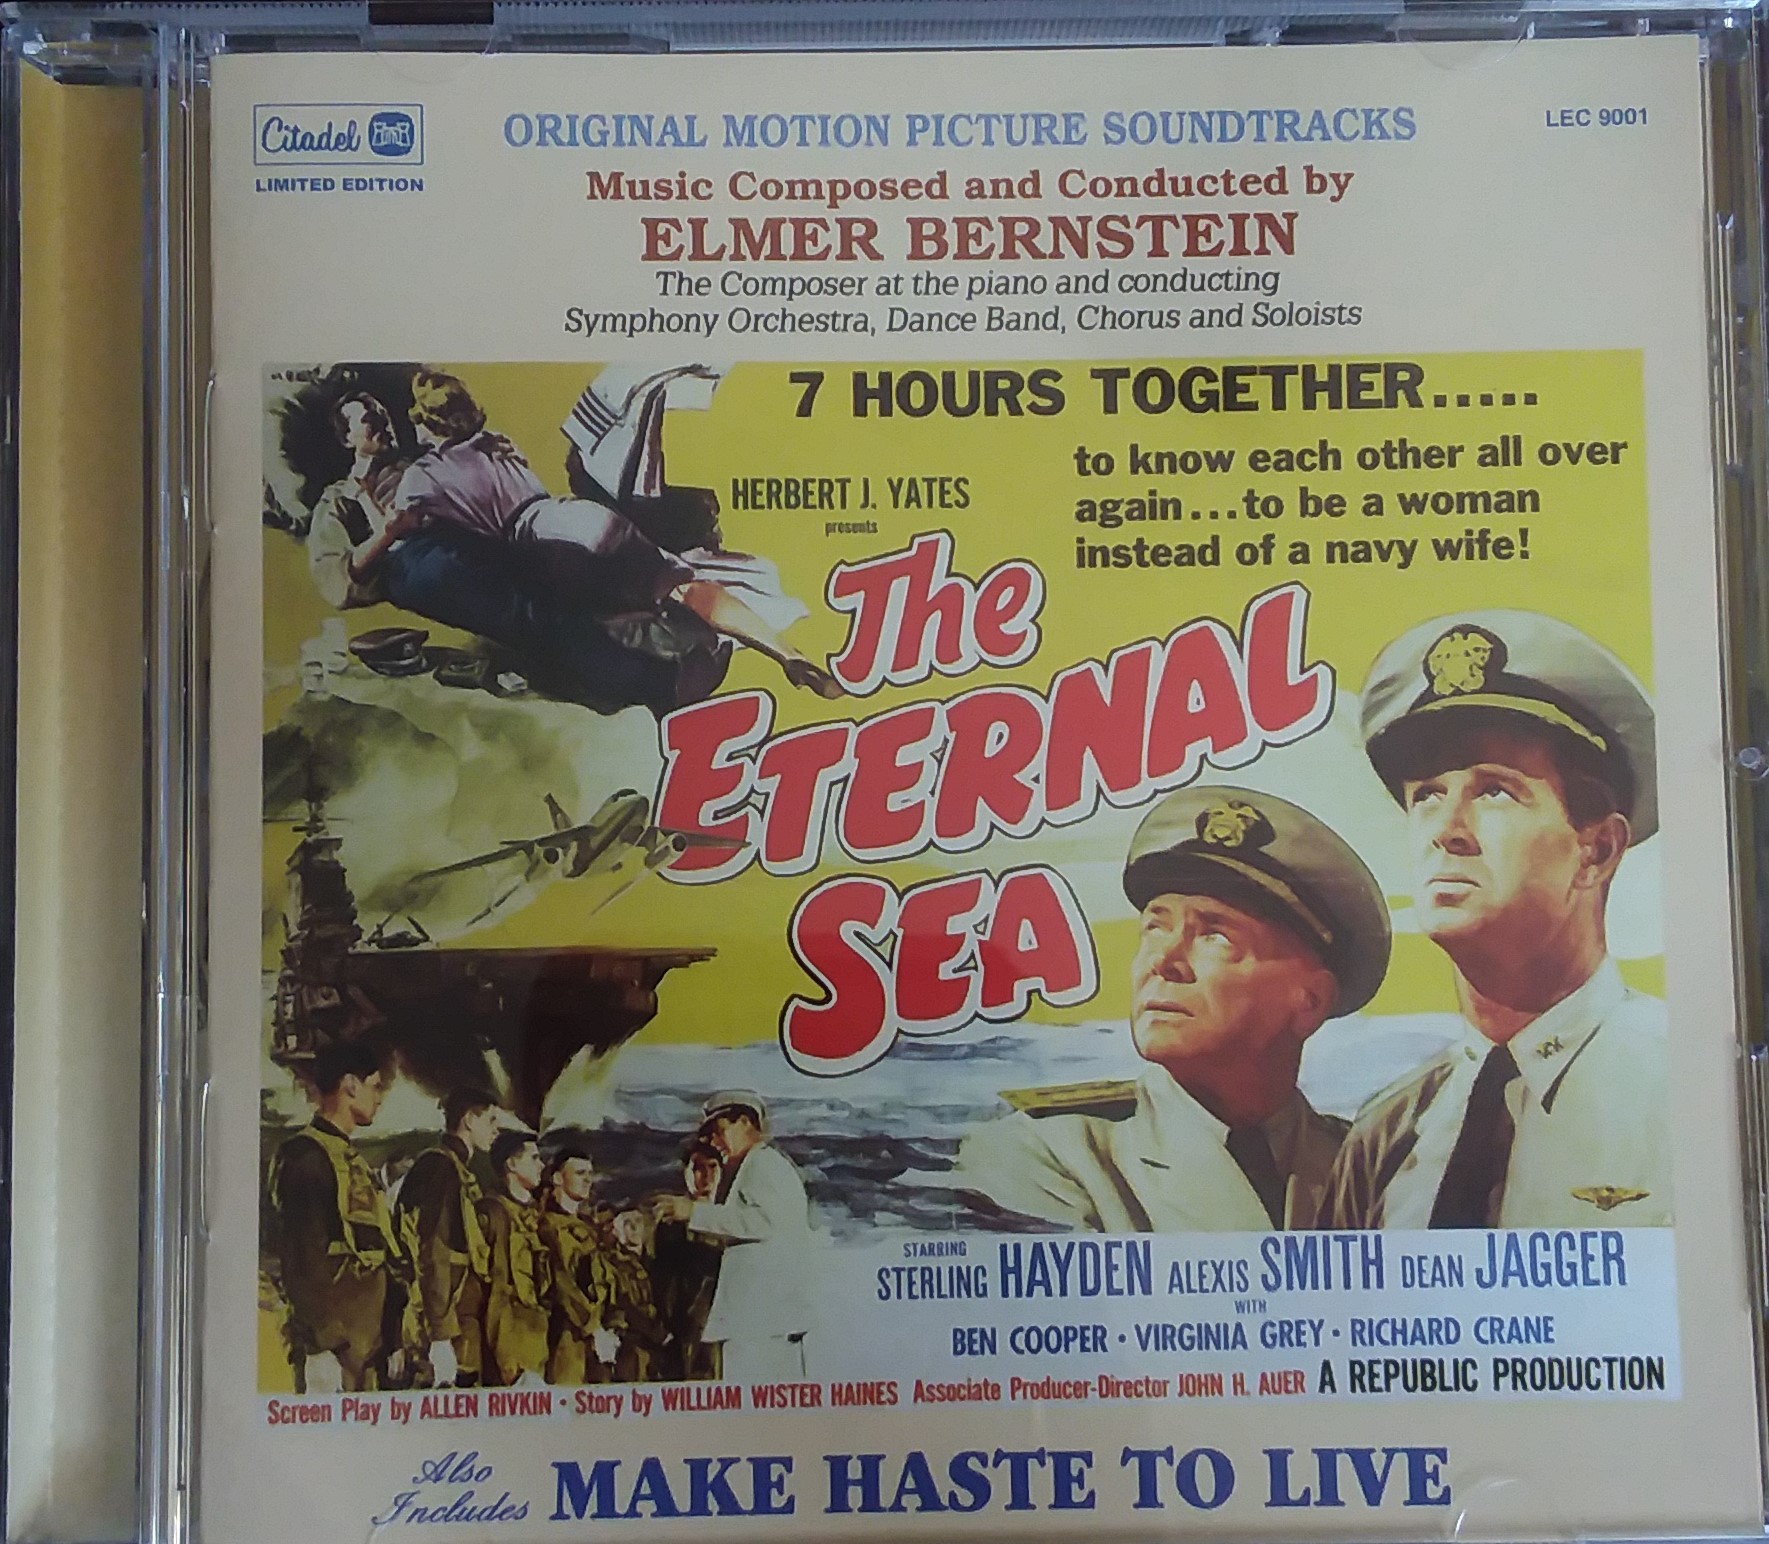 Citadel
LIMITED EDITION
ORIGINAL MOTION PICTURE SOUNDTRACKS
LEC 9001
Music Composed and Conducted by
ELMER BERNSTEIN
The Composer at the piano and conducting
Symphony Orchestra, Dance Band, Chorus and Soloists
7 HOURS TOGETHER.....
to know each other all over
again...to be a woman
instead of a navy wife!
HERBERT J. YATES
presents
The
ETERNAL
SEA
STARRING
STERLING HAYDEN ALEXIS SMITH DEAN JAGGER
WITH
BEN COOPER • VIRGINIA GREY • RICHARD CRANE
Screen Play by ALLEN RIVKIN • Story by WILLIAM WISTER HAINES Associate Producer-Director JOHN H. AUER A REPUBLIC PRODUCTION
Also
Includes
MAKE HASTE TO LIVE